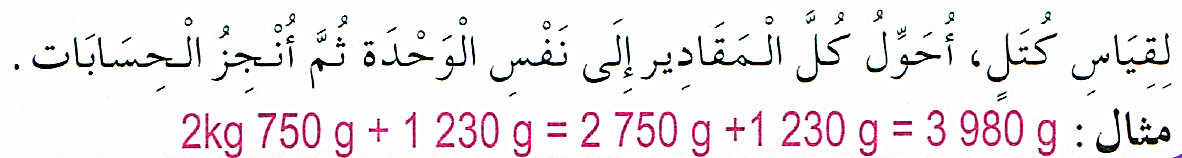 لِقِيَاسِ كُتَلٍ، أُحَوِّلُ كُلَّ الْمَقَادِيرِ إِلَى نَفْسِ الْوَحْدَة ثُمَّ أُنْجِزُ الْحِسَابَات .
مثال : 2kg 750 g + 1 230 g = 2 750 g +1 230 g = 3 980 g